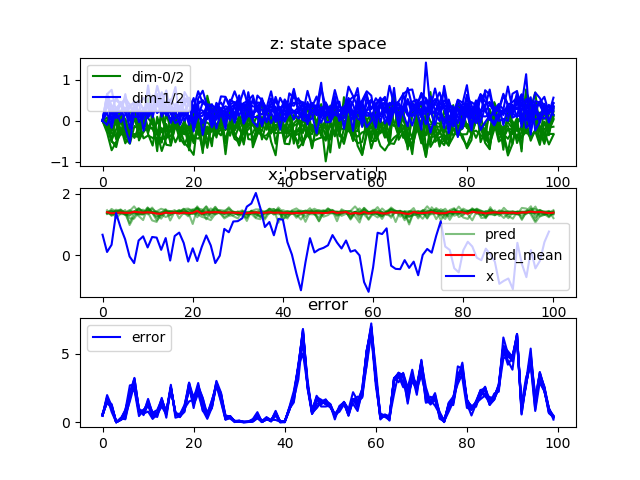 z: state space
dim-0/2
dim-1/2
1
0
−1
0 20 40 60 80 100
x: observation
2
0
pred
pred_mean
x
0 20 40 60 80 100
error
error
5
0
0 20 40 60 80 100